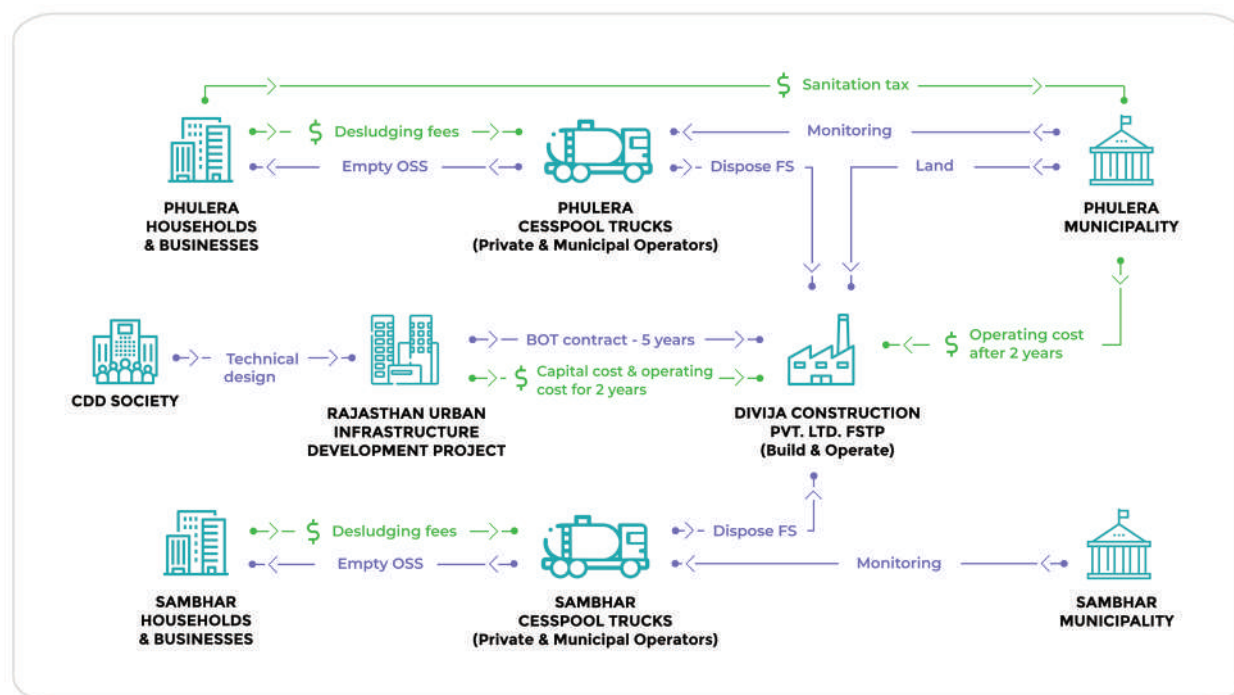 $ Sanitation tax
$ Desludging fees
Monitoring
Empty OSS
Dispose FS
Land
PHULERA
HOUSEHOLDS
& BUSINESSES
PHULERA
CESSPOOL TRUCKS
(Private & Municipal Operators)
PHULERA
MUNICIPALITY
Technical
design
CDD SOCIETY
BOT contract - 5 years
$ Capital cost & operating
cost for 2 years
RAJASTHAN URBAN
INFRASTRUCTURE
DEVELOPMENT PROJECT
$ Operating cost
after 2 years
DIVIJA CONSTRUCTION
PVT. LTD. FSTP
(Build & Operate)
$ Desludging fees
Dispose FS
Empty OSS
Monitoring
SAMBHAR
HOUSEHOLDS
& BUSINESSES
SAMBHAR
CESSPOOL TRUCKS
(Private & Municipal Operators)
SAMBHAR
MUNICIPALITY